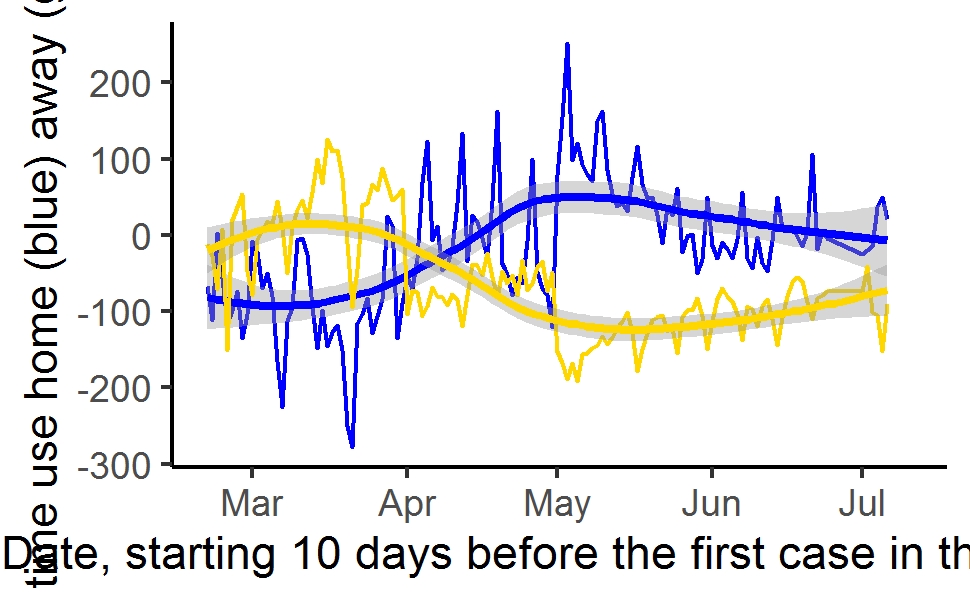 time use home (blue) away (
200
100
0
-100
-200
-300
Mar Apr May Jun Jul
Date, starting 10 days before the first case in th